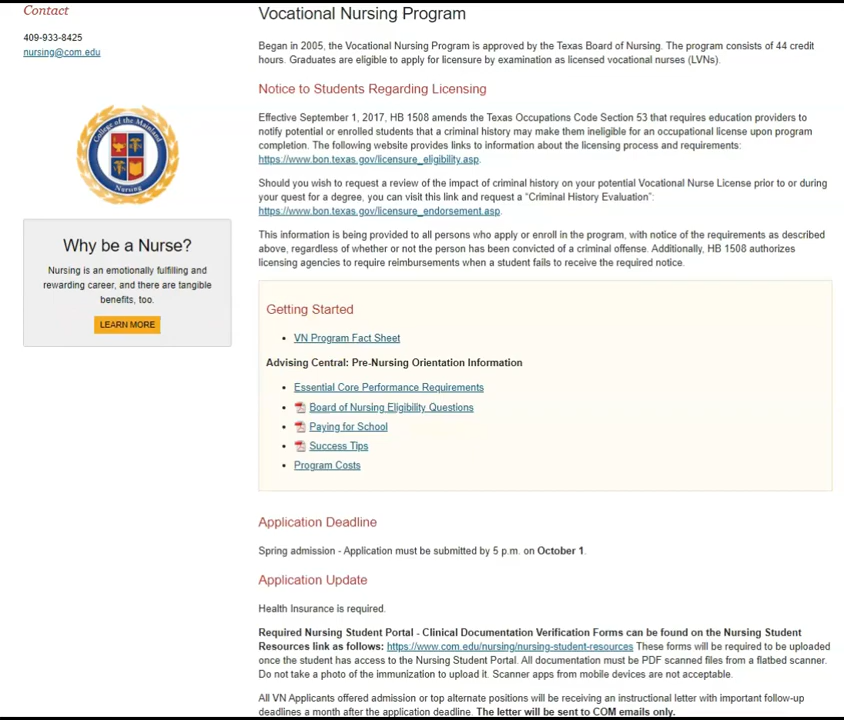 Contact
409-933-8425
nursing@com.edu
College of the Mainland
Nursing
Why be a Nurse?
Nursing is an emotionally fulfilling and
rewarding career, and there are tangible
benefits, too.
LEARN MORE
Vocational Nursing Program
Began in 2005, the Vocational Nursing Program is approved by the Texas Board of Nursing. The program consists of 44 credit
hours. Graduates are eligible to apply for licensure by examination as licensed vocational nurses (LVNs).
Notice to Students Regarding Licensing
Effective September 1, 2017, HB 1508 amends the Texas Occupations Code Section 53 that requires education providers to
notify potential or enrolled students that a criminal history may make them ineligible for an occupational license upon program
completion. The following website provides links to information about the licensing process and requirements:
https://www.bon.texas.gov/licensure_eligibility.asp.
Should you wish to request a review of the impact of criminal history on your potential Vocational Nurse License prior to or during
your quest for a degree, you can visit this link and request a “Criminal History Evaluation”:
https://www.bon.texas.gov/licensure_endorsement.asp.
This information is being provided to all persons who apply or enroll in the program, with notice of the requirements as described
above, regardless of whether or not the person has been convicted of a criminal offense. Additionally, HB 1508 authorizes
licensing agencies to require reimbursements when a student fails to receive the required notice.
Getting Started
• VN Program Fact Sheet
Advising Central: Pre-Nursing Orientation Information
• Essential Core Performance Requirements
• Board of Nursing Eligibility Questions
• Paying for School
• Success Tips
• Program Costs
Application Deadline
Spring admission - Application must be submitted by 5 p.m. on October 1.
Application Update
Health Insurance is required.
Required Nursing Student Portal - Clinical Documentation Verification Forms can be found on the Nursing Student
Resources link as follows: https://www.com.edu/nursing/nursing-student-resources These forms will be required to be uploaded
once the student has access to the Nursing Student Portal. All documentation must be PDF scanned files from a flatbed scanner.
Do not take a photo of the immunization to upload it. Scanner apps from mobile devices are not acceptable.
All VN Applicants offered admission or top alternate positions will be receiving an instructional letter with important follow-up
deadlines a month after the application deadline. The letter will be sent to COM emails only.